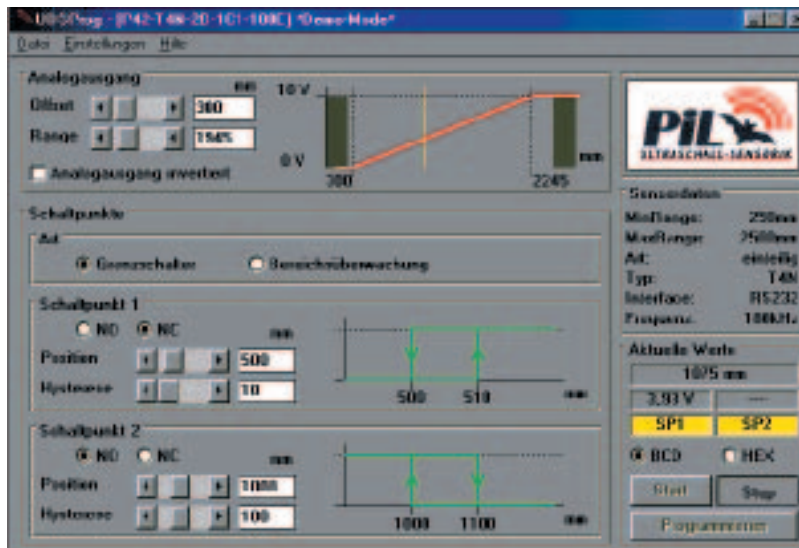 UDSProg - [P42-T4N-2D-1C1-100C] *Demo-Mode*
Datei Einstellungen Hilfe
Analogausgang
mm
Offset 300
Range 1945
Analogausgang invertiert
10 V
0 V
300 2245 mm
PiL
ULTRASCHALL-SENSORIK
Schaltpunkte
Art
Grenzschalter Bereichsüberwachung
Schaltpunkt 1
NO NC mm
Position 500
Hysterese 10
500 510 mm
Schaltpunkt 2
NO NC mm
Position 1000
Hysterese 100
1000 1100 mm
Sensordaten
MinRange: 250mm
MaxRange: 2500mm
Art: einteilig
Typ: T4N
Interface: RS232
Frequenz: 100kHz
Aktuelle Werte
1075 mm
3,93 V ----
SP1 SP2
BCD HEX
Start Stop
Programmieren